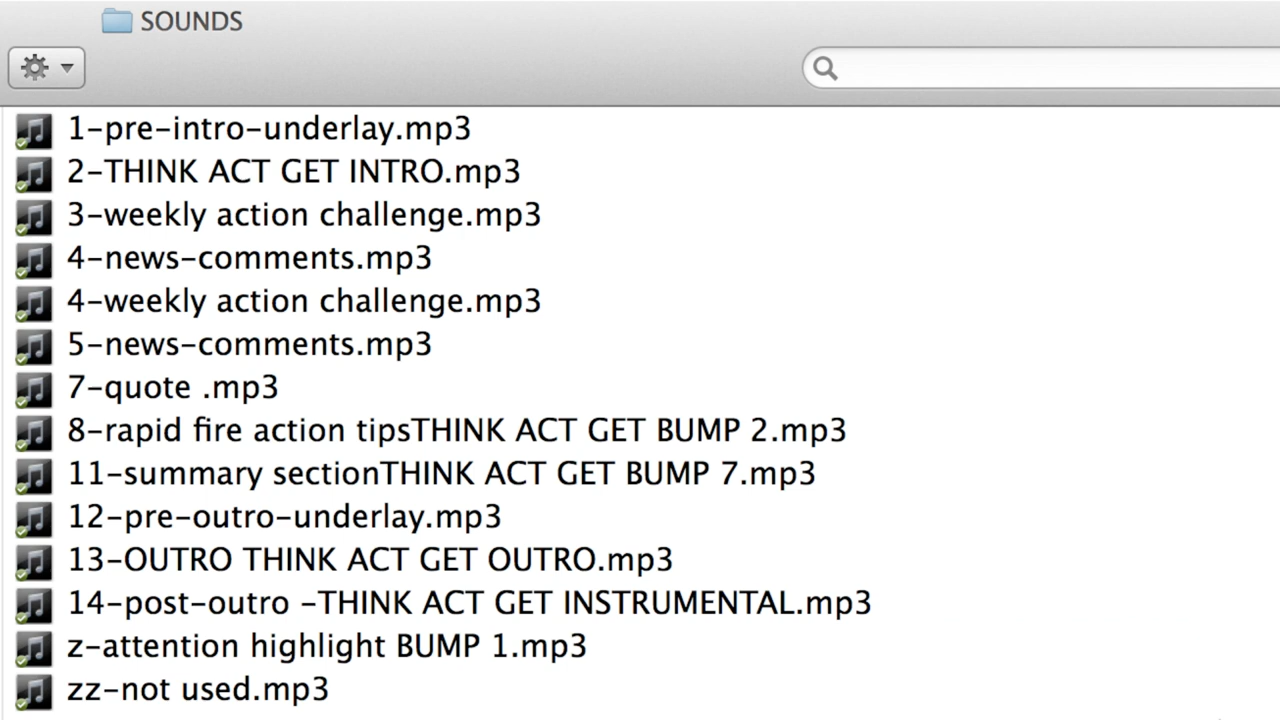 SOUNDS
1-pre-intro-underlay.mp3
2-THINK ACT GET INTRO.mp3
3-weekly action challenge.mp3
4-news-comments.mp3
4-weekly action challenge.mp3
5-news-comments.mp3
7-quote .mp3
8-rapid fire action tipsTHINK ACT GET BUMP 2.mp3
11-summary sectionTHINK ACT GET BUMP 7.mp3
12-pre-outro-underlay.mp3
13-OUTRO THINK ACT GET OUTRO.mp3
14-post-outro -THINK ACT GET INSTRUMENTAL.mp3
z-attention highlight BUMP 1.mp3
zz-not used.mp3